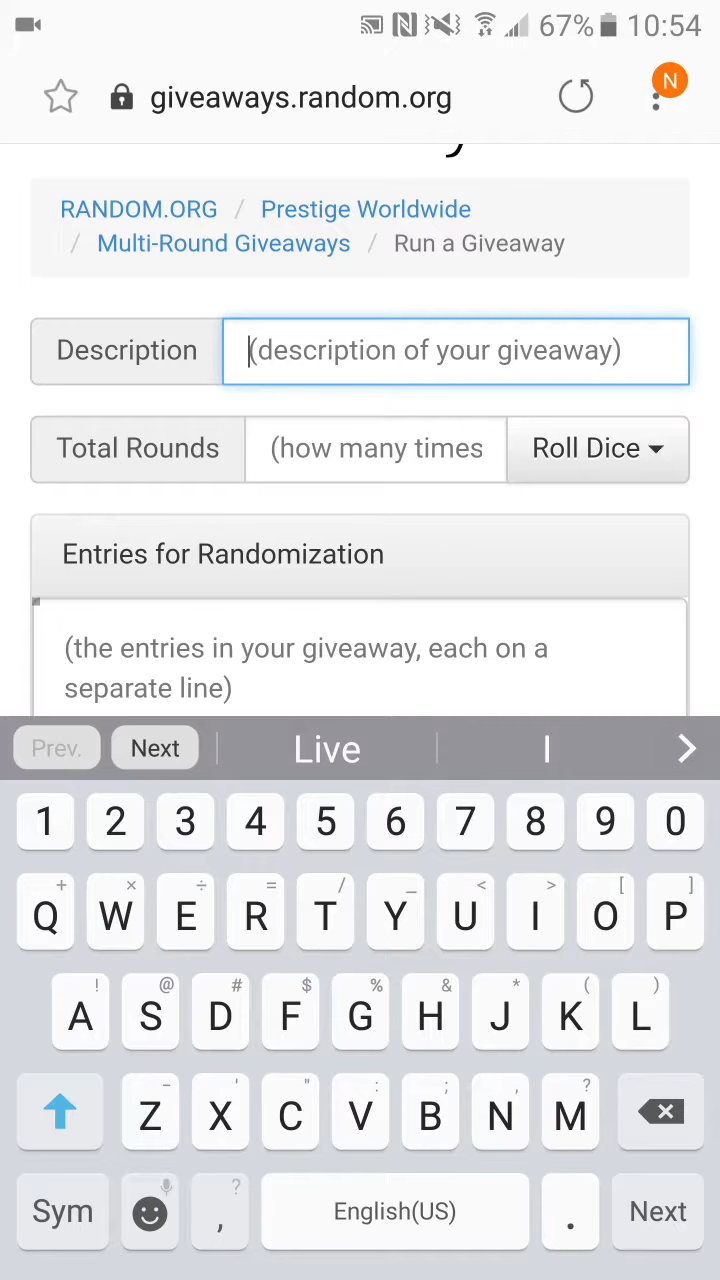 67% 10:54
giveaways.random.org
N
RANDOM.ORG / Prestige Worldwide
/ Multi-Round Giveaways / Run a Giveaway
Description (description of your giveaway)
Total Rounds (how many times Roll Dice
Entries for Randomization
(the entries in your giveaway, each on a
separate line)
Prev. Next Live I
1 2 3 4 5 6 7 8 9 0
+ × ÷ = / _ < > [ ]
Q W E R T Y U I O P
! @ # $ % & * ( )
A S D F G H J K L
- ' " : ; , ?
Z X C V B N M
Sym , ? English(US) . Next